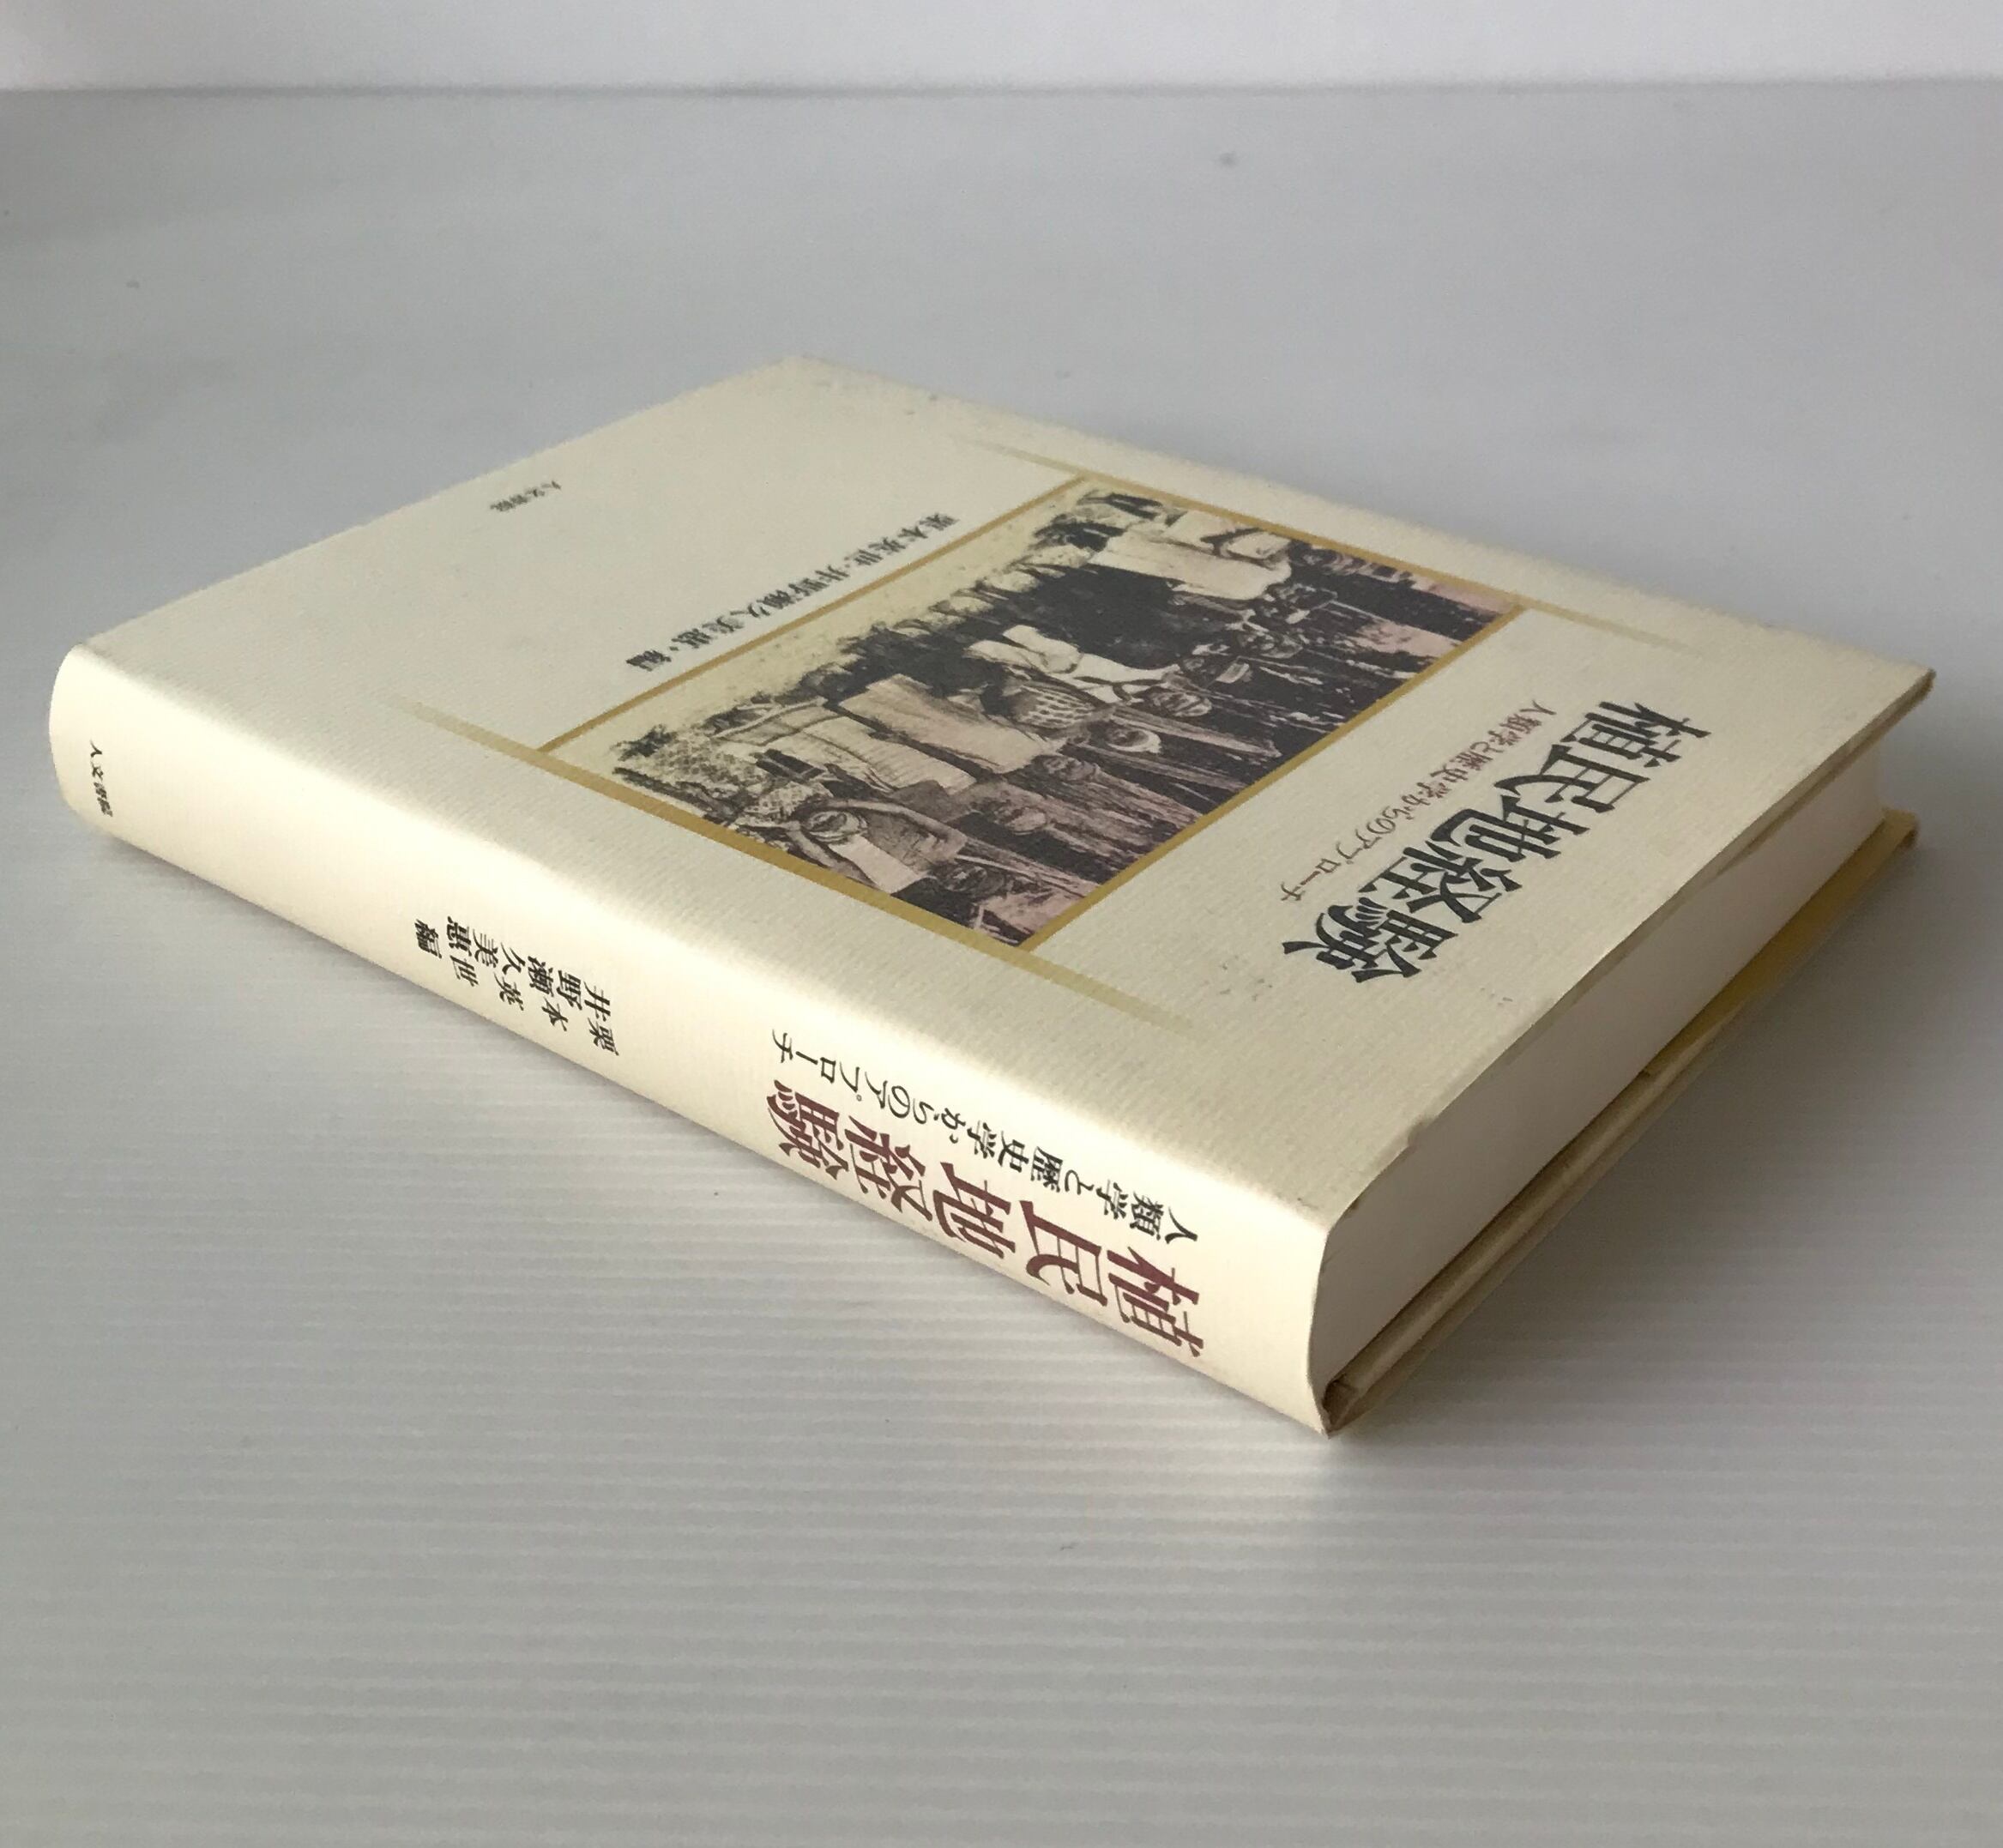 植民地経験
人類学と歴史学からのアプローチ
栗本英世・井野瀬久美惠・編
人文書院
人類学と歴史学からのアプローチ
植民地経験
栗本英世
井野瀬久美惠
編
人文書院